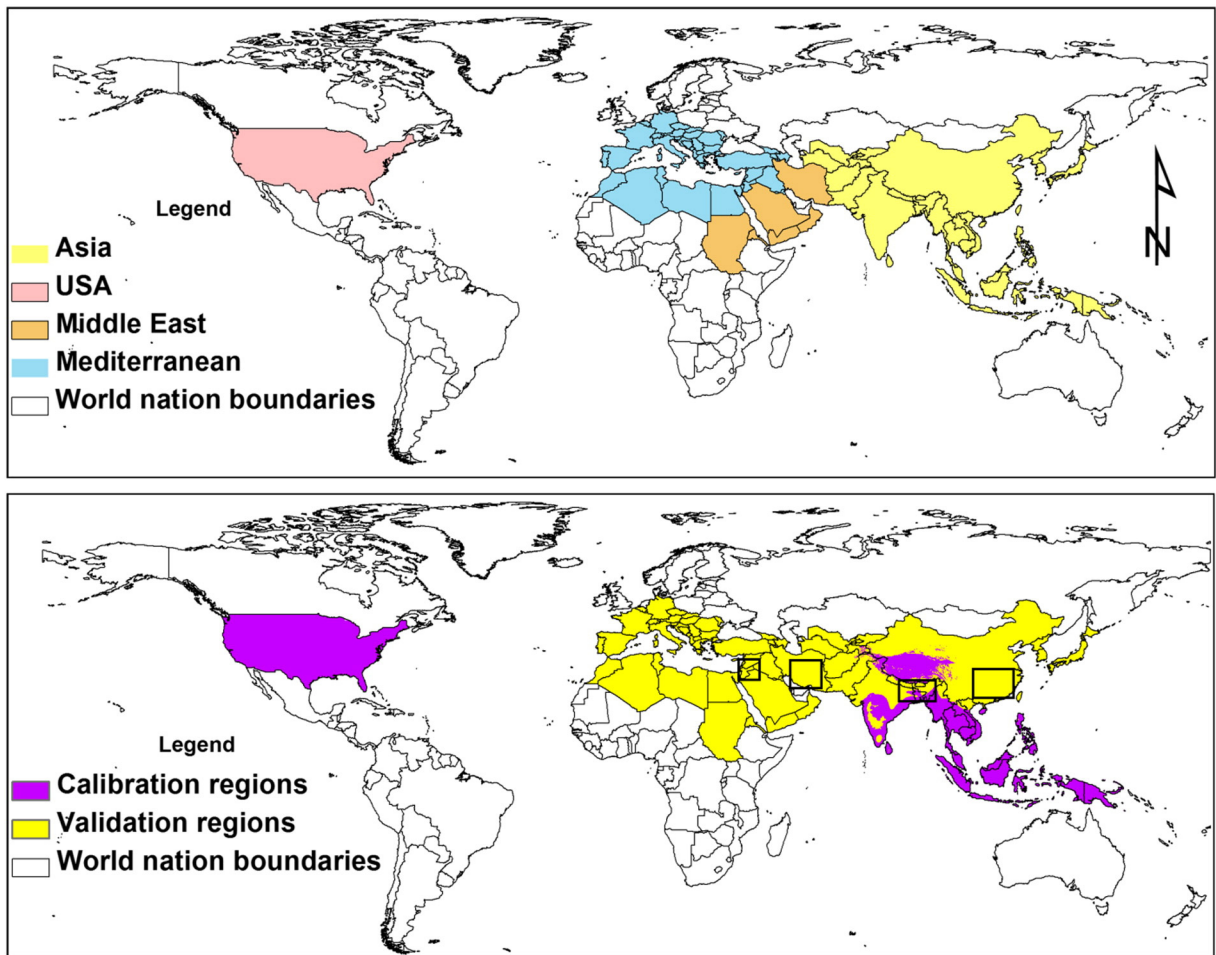 Legend
Asia
USA
Middle East
Mediterranean
World nation boundaries
N
Legend
Calibration regions
Validation regions
World nation boundaries